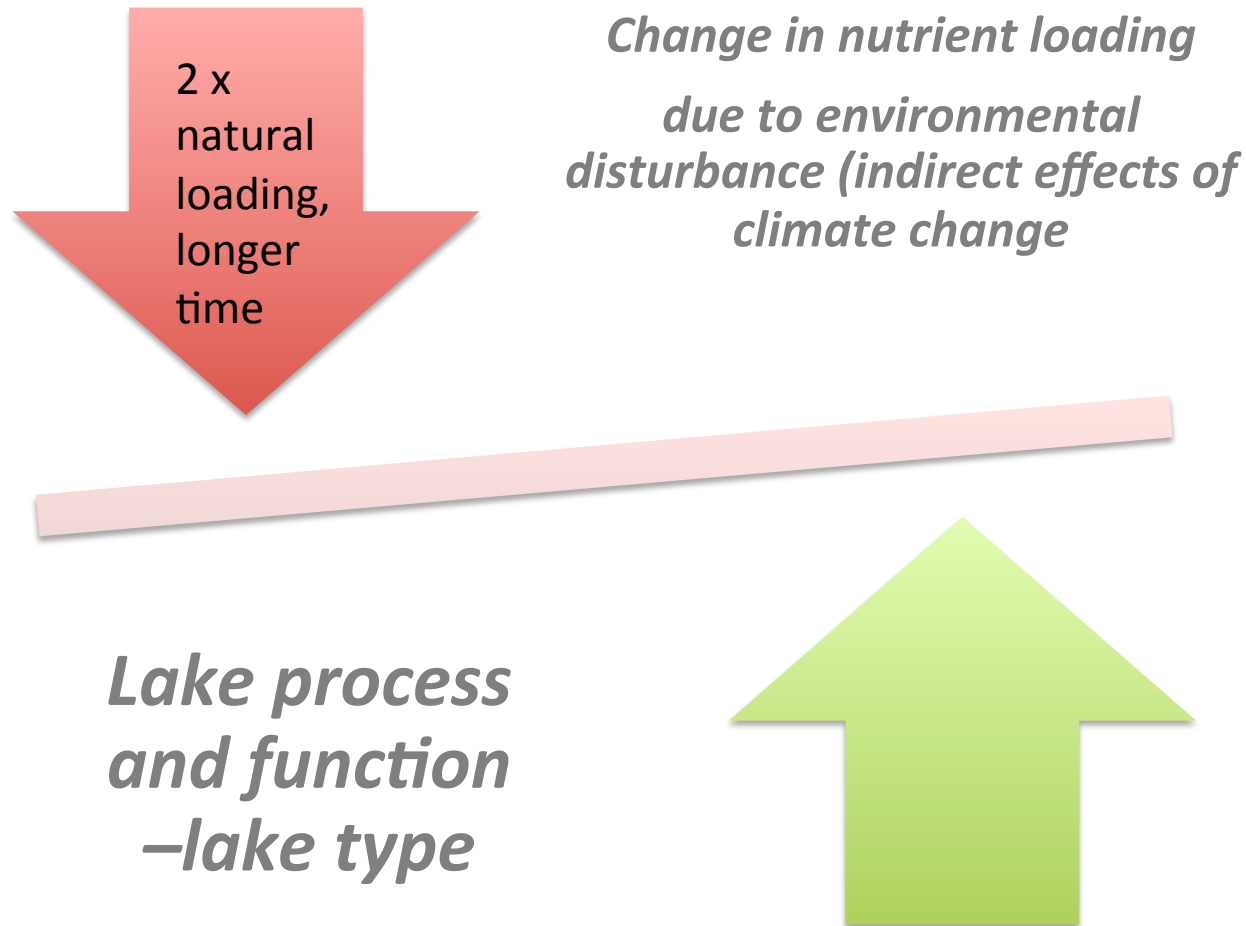 2 x
natural
loading,
longer
time
Change in nutrient loading
due to environmental
disturbance (indirect effects of
climate change
Lake process
and function
–lake type